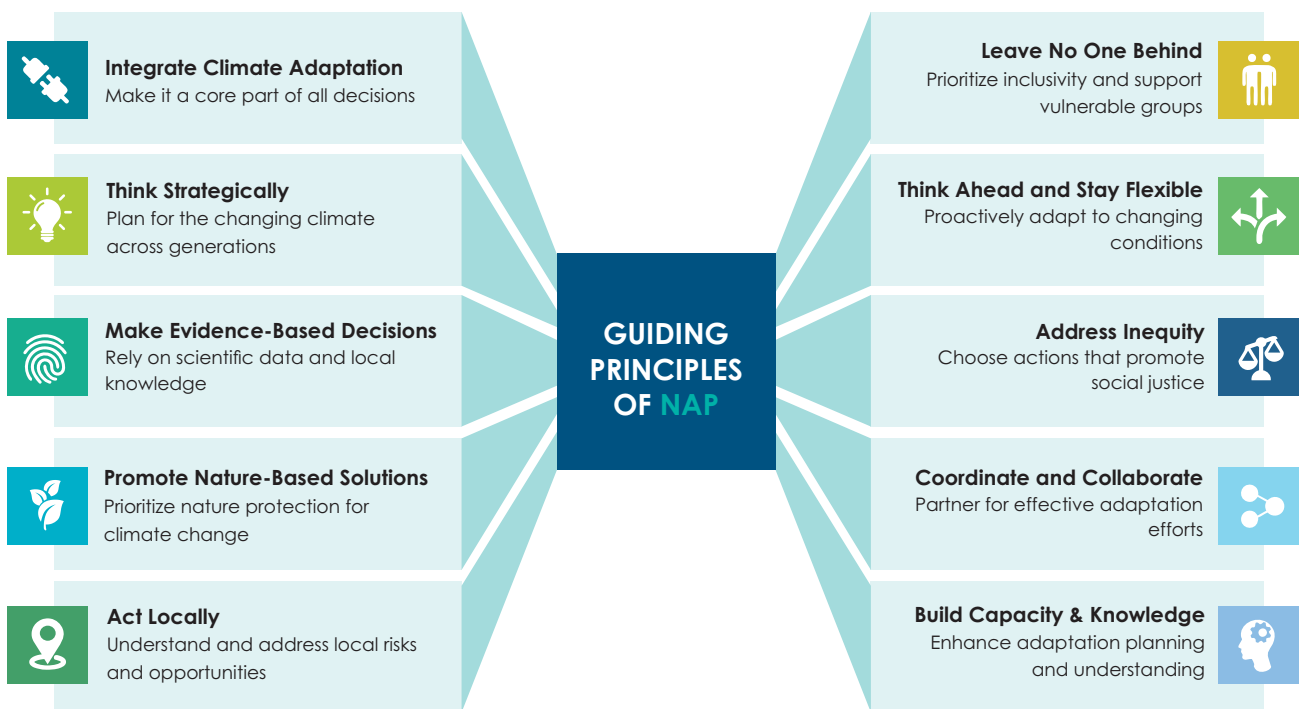 Integrate Climate Adaptation
Make it a core part of all decisions
Think Strategically
Plan for the changing climate
across generations
Make Evidence-Based Decisions
Rely on scientific data and local
knowledge
Promote Nature-Based Solutions
Prioritize nature protection for
climate change
Act Locally
Understand and address local risks
and opportunities
GUIDING
PRINCIPLES
OF NAP
Leave No One Behind
Prioritize inclusivity and support
vulnerable groups
Think Ahead and Stay Flexible
Proactively adapt to changing
conditions
Address Inequity
Choose actions that promote
social justice
Coordinate and Collaborate
Partner for effective adaptation
efforts
Build Capacity & Knowledge
Enhance adaptation planning
and understanding